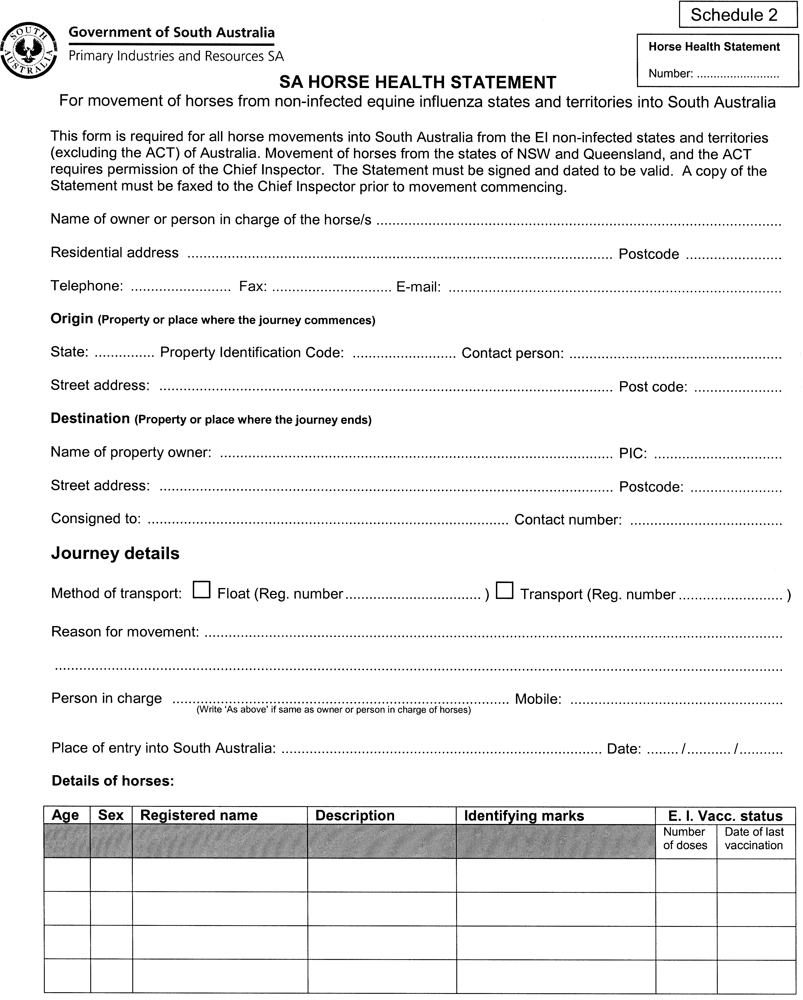 Schedule 2
SOUTH AUSTRALIA
Government of South Australia
Primary Industries and Resources SA
Horse Health Statement
Number: ........................
SA HORSE HEALTH STATEMENT
For movement of horses from non-infected equine influenza states and territories into South Australia
This form is required for all horse movements into South Australia from the EI non-infected states and territories
(excluding the ACT) of Australia. Movement of horses from the states of NSW and Queensland, and the ACT
requires permission of the Chief Inspector. The Statement must be signed and dated to be valid. A copy of the
Statement must be faxed to the Chief Inspector prior to movement commencing.
Name of owner or person in charge of the horse/s ........................
Residential address ........................ Postcode ........................
Telephone: ........................ Fax: ........................ E-mail: ........................
Origin (Property or place where the journey commences)
State: ............... Property Identification Code: ........................ Contact person: ........................
Street address: ........................ Post code: ........................
Destination (Property or place where the journey ends)
Name of property owner: ........................ PIC: ........................
Street address: ........................ Postcode: ........................
Consigned to: ........................ Contact number: ........................
Journey details
Method of transport: ☐ Float (Reg. number ........................ ) ☐ Transport (Reg. number ........................ )
Reason for movement: ........................
........................
Person in charge ........................ Mobile: ........................
(Write 'As above' if same as owner or person in charge of horses)
Place of entry into South Australia: ........................ Date: ........ /........... /...........
Details of horses:
Age Sex Registered name Description Identifying marks E. I. Vacc. status
Number Date of last
of doses vaccination